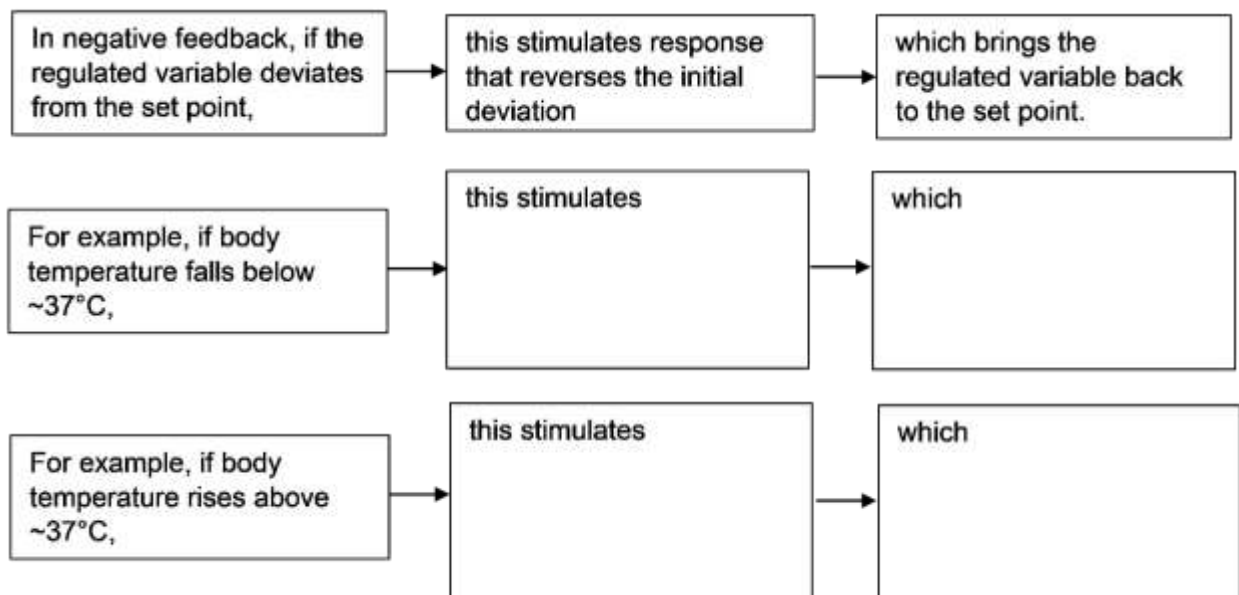 In negative feedback, if the
regulated variable deviates
from the set point,
this stimulates response
that reverses the initial
deviation
which brings the
regulated variable back
to the set point.
For example, if body
temperature falls below
~37°C,
this stimulates
which
For example, if body
temperature rises above
~37°C,
this stimulates
which